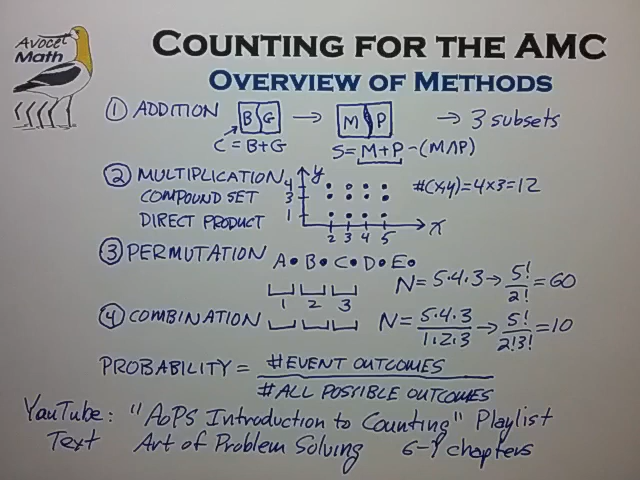 Avocet
Math
COUNTING FOR THE AMC
OVERVIEW OF METHODS
① ADDITION B G → M P → 3 subsets
C = B+G S = M+P-(M∩P)
② MULTIPLICATION
COMPOUND SET
DIRECT PRODUCT
y
4
3
1
2 3 4 5 x
#(x,y)=4x3=12
③ PERMUTATION A• B• C• D• E•
1 2 3 N = 5·4·3 → 5!/2! = 60
④ COMBINATION N = 5·4·3/1·2·3 → 5!/2!3! = 10
PROBABILITY = #EVENT OUTCOMES
#ALL POSSIBLE OUTCOMES
YouTube: "AoPS Introduction to Counting" Playlist
Text Art of Problem Solving 6-9 chapters